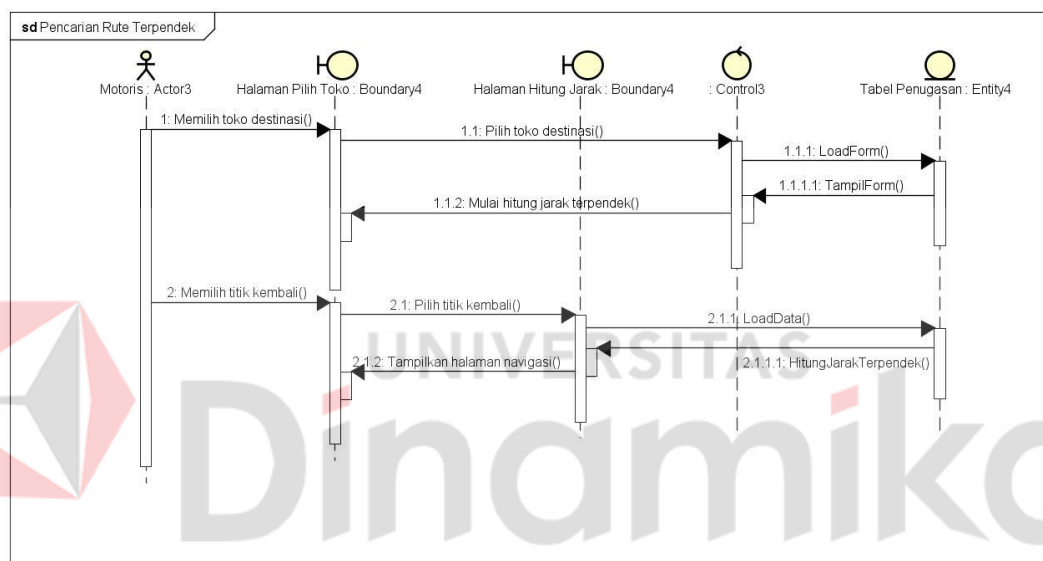 sd Pencarian Rute Terpendek
Motoris : Actor3
Halaman Pilih Toko : Boundary4
Halaman Hitung Jarak : Boundary4
: Control3
Tabel Penugasan : Entity4
1: Memilih toko destinasi()
1.1: Pilih toko destinasi()
1.1.1: LoadForm()
1.1.1.1: TampilForm()
1.1.2: Mulai hitung jarak terpendek()
2: Memilih titik kembali()
2.1: Pilih titik kembali()
2.1.1: LoadData()
2.1.1.1: HitungJarakTerpendek()
2.1.2: Tampilkan halaman navigasi()
UNIVERSITAS
Dinamika